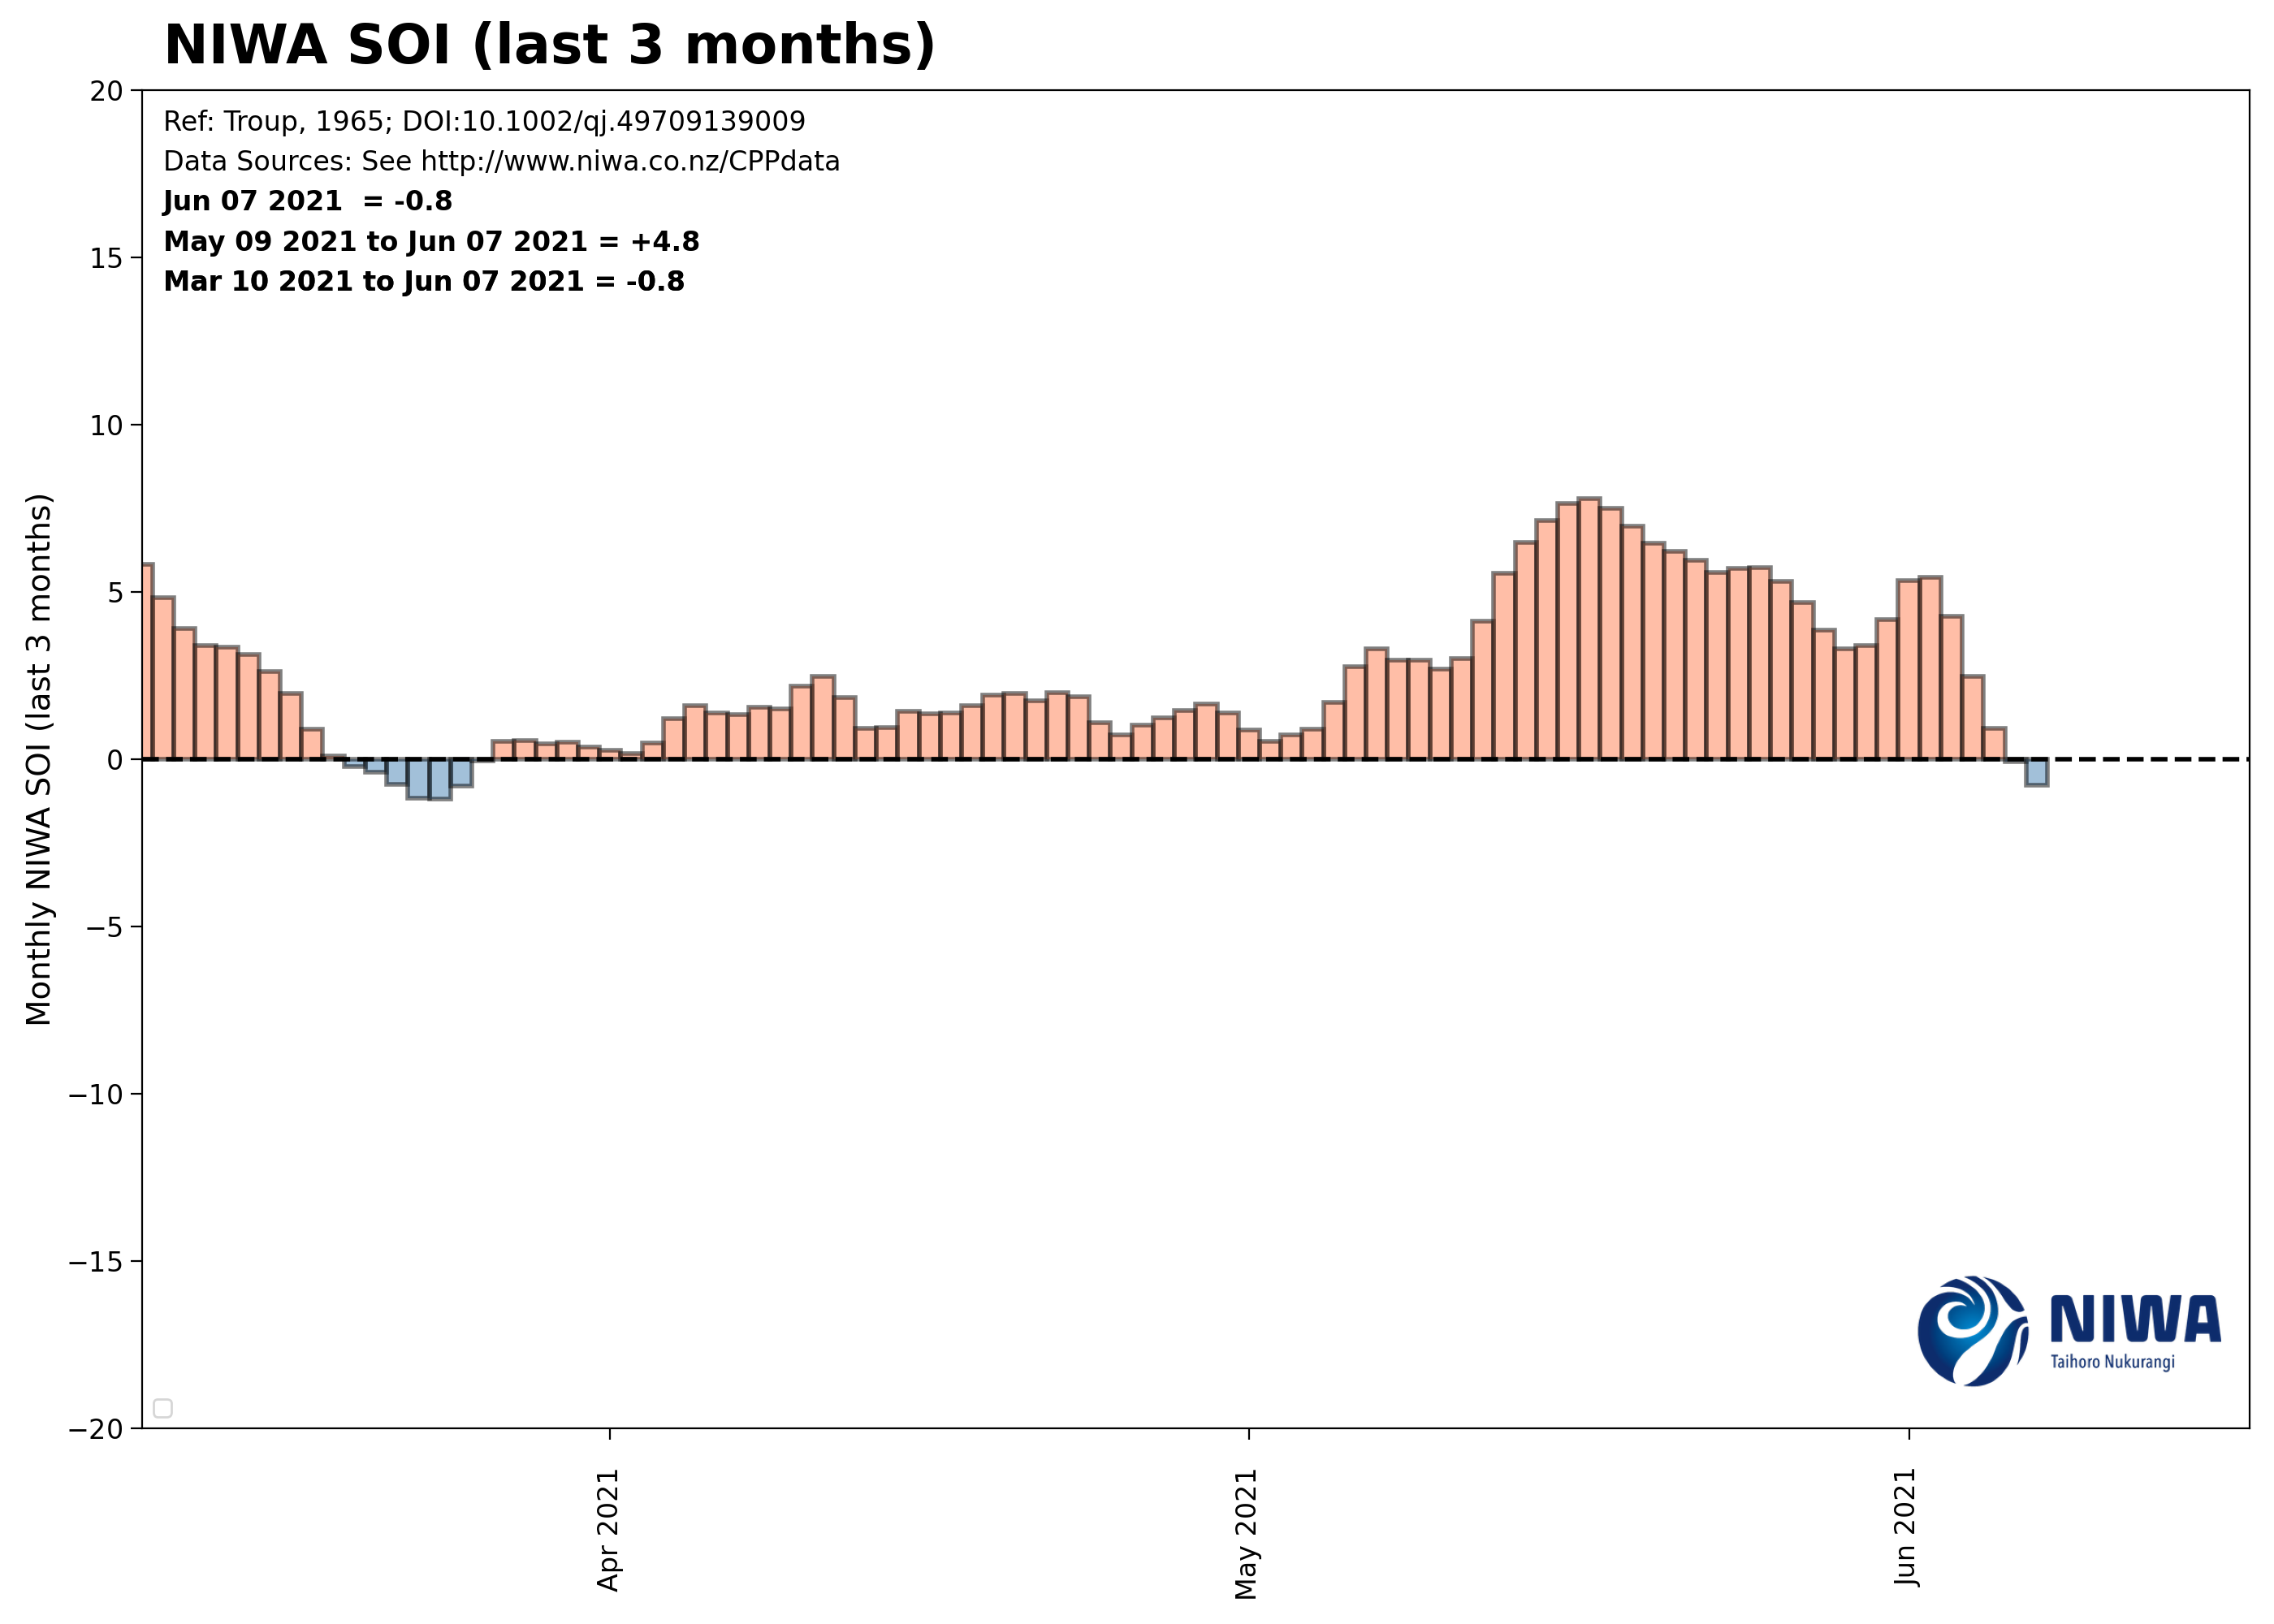 NIWA SOI (last 3 months)
Ref: Troup, 1965; DOI:10.1002/qj.49709139009
Data Sources: See http://www.niwa.co.nz/CPPdata
Jun 07 2021  = -0.8
May 09 2021 to Jun 07 2021 = +4.8
Mar 10 2021 to Jun 07 2021 = -0.8
Monthly NIWA SOI (last 3 months)
20
15
10
5
0
−5
−10
−15
−20
Apr 2021
May 2021
Jun 2021
NIWA
Taihoro Nukurangi